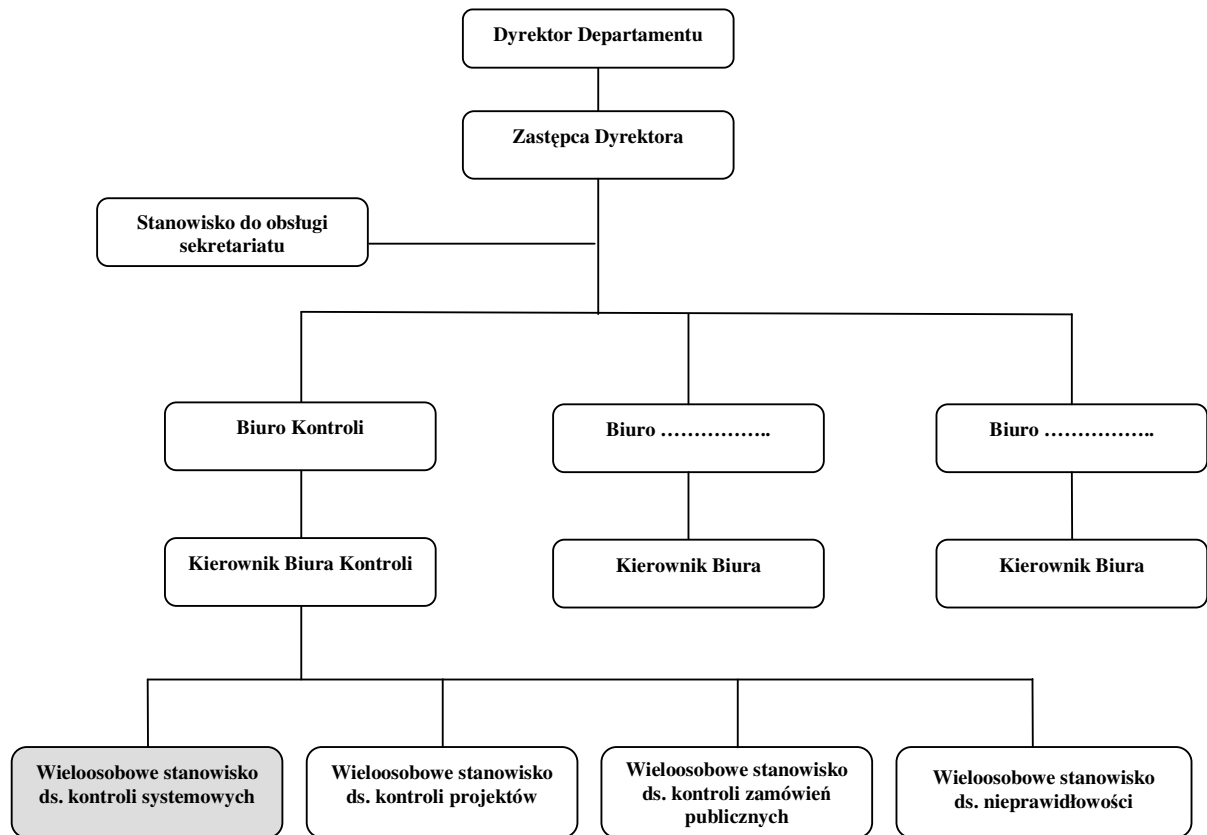 Dyrektor Departamentu
Zastępca Dyrektora
Stanowisko do obsługi
sekretariatu
Biuro Kontroli
Biuro ……………..
Biuro ……………..
Kierownik Biura Kontroli
Kierownik Biura
Kierownik Biura
Wieloosobowe stanowisko
ds. kontroli systemowych
Wieloosobowe stanowisko
ds. kontroli projektów
Wieloosobowe stanowisko
ds. kontroli zamówień
publicznych
Wieloosobowe stanowisko
ds. nieprawidłowości